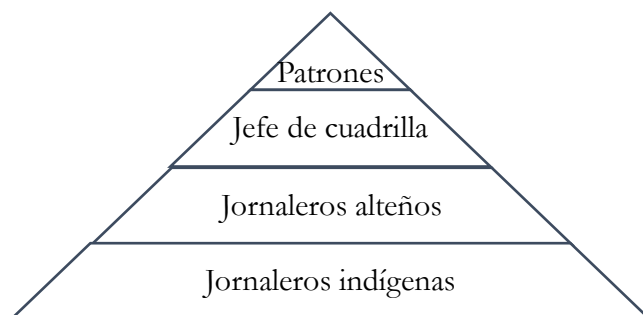 Patrones
Jefe de cuadrilla
Jornaleros alteños
Jornaleros indígenas